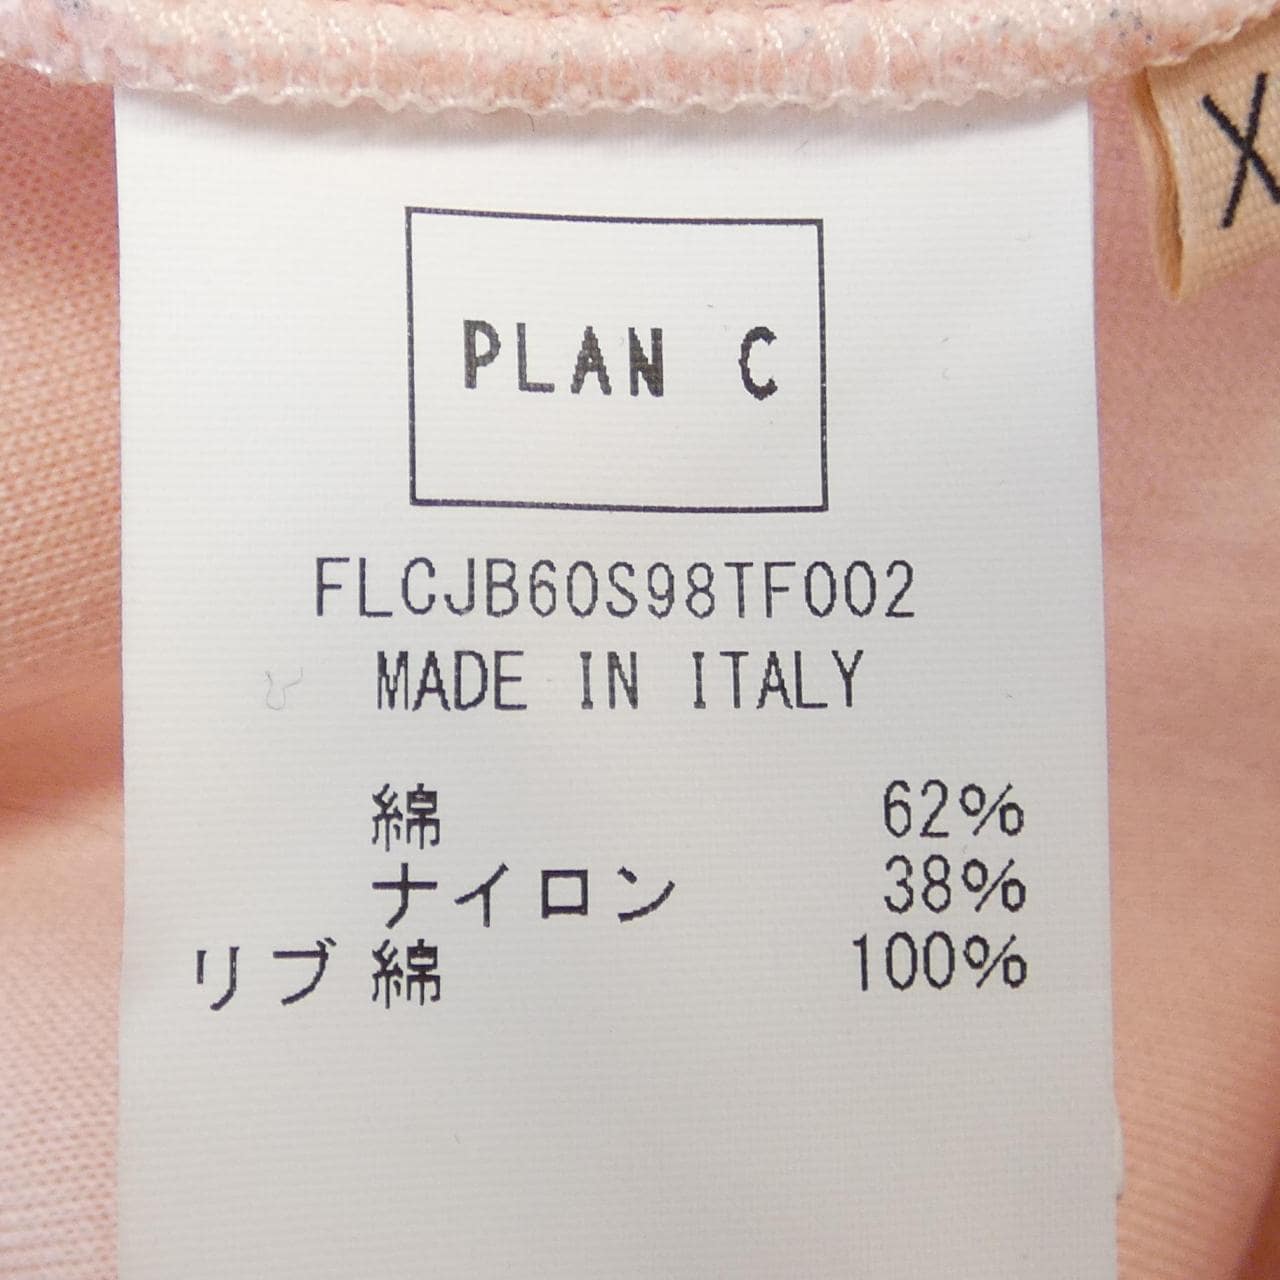 PLAN C
FLCJB60S98TF002
MADE IN ITALY
綿 62%
ナイロン 38%
リブ 綿 100%
X